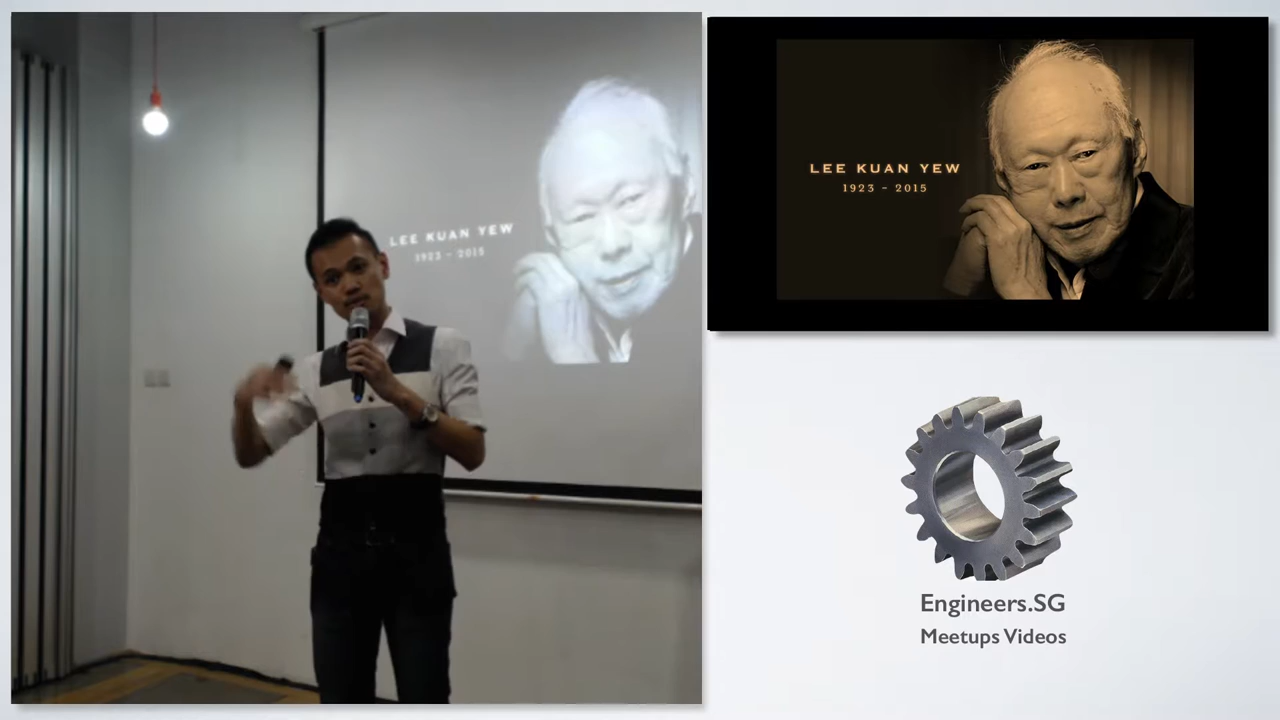 LEE KUAN YEW
1923 - 2015
LEE KUAN YEW
1923 - 2015
Engineers.SG
Meetups Videos